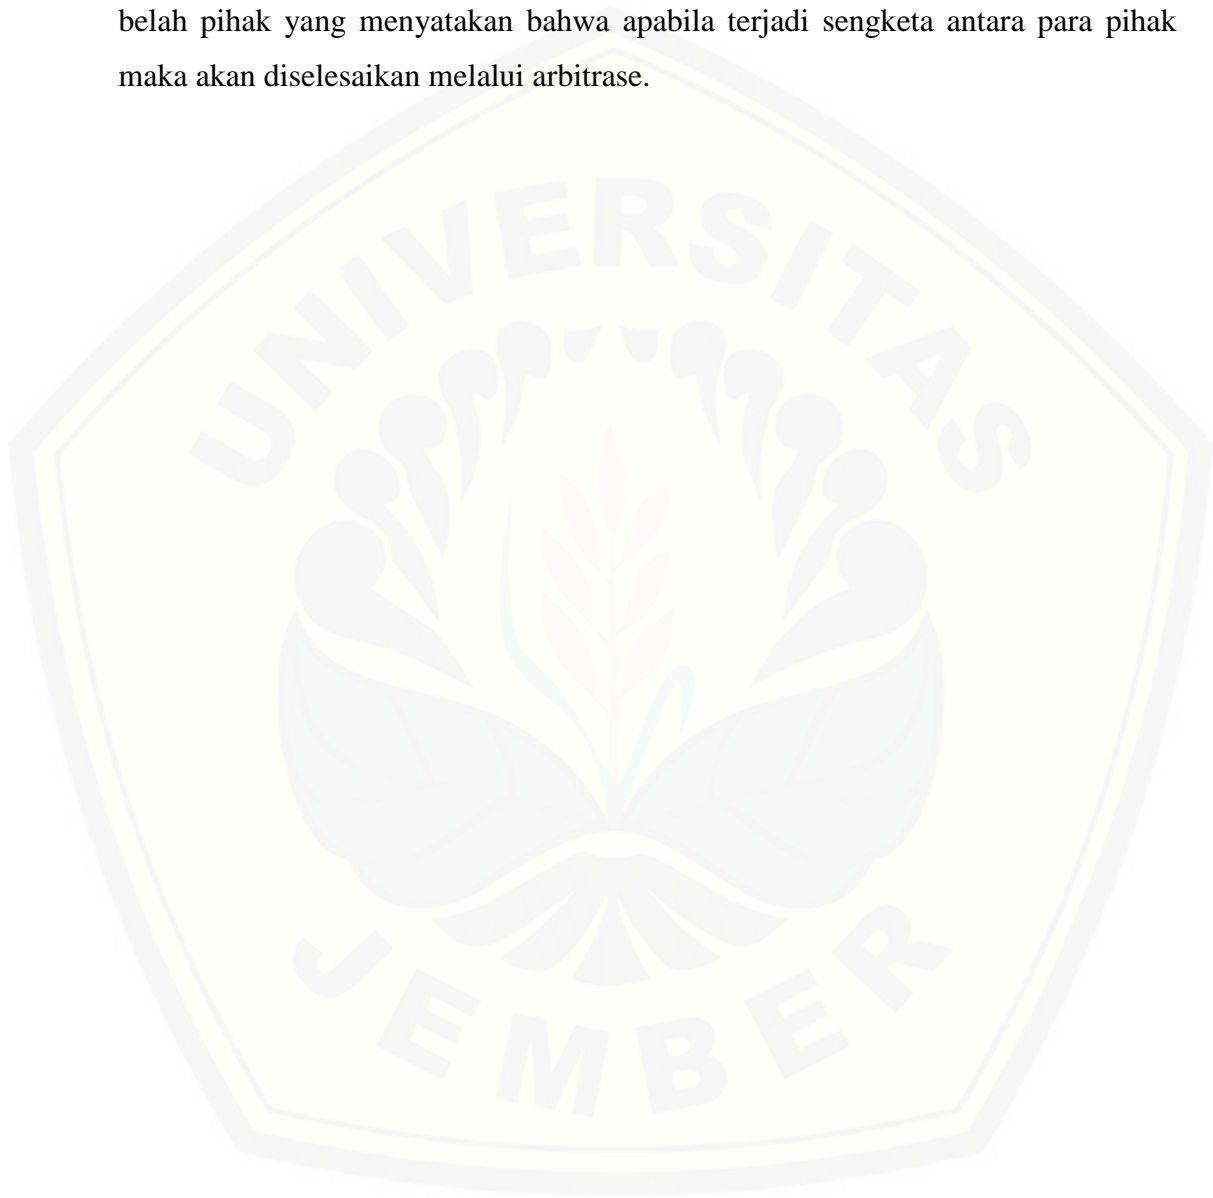 belah pihak yang menyatakan bahwa apabila terjadi sengketa antara para pihak
maka akan diselesaikan melalui arbitrase.
UNIVERSITAS
JEMBER